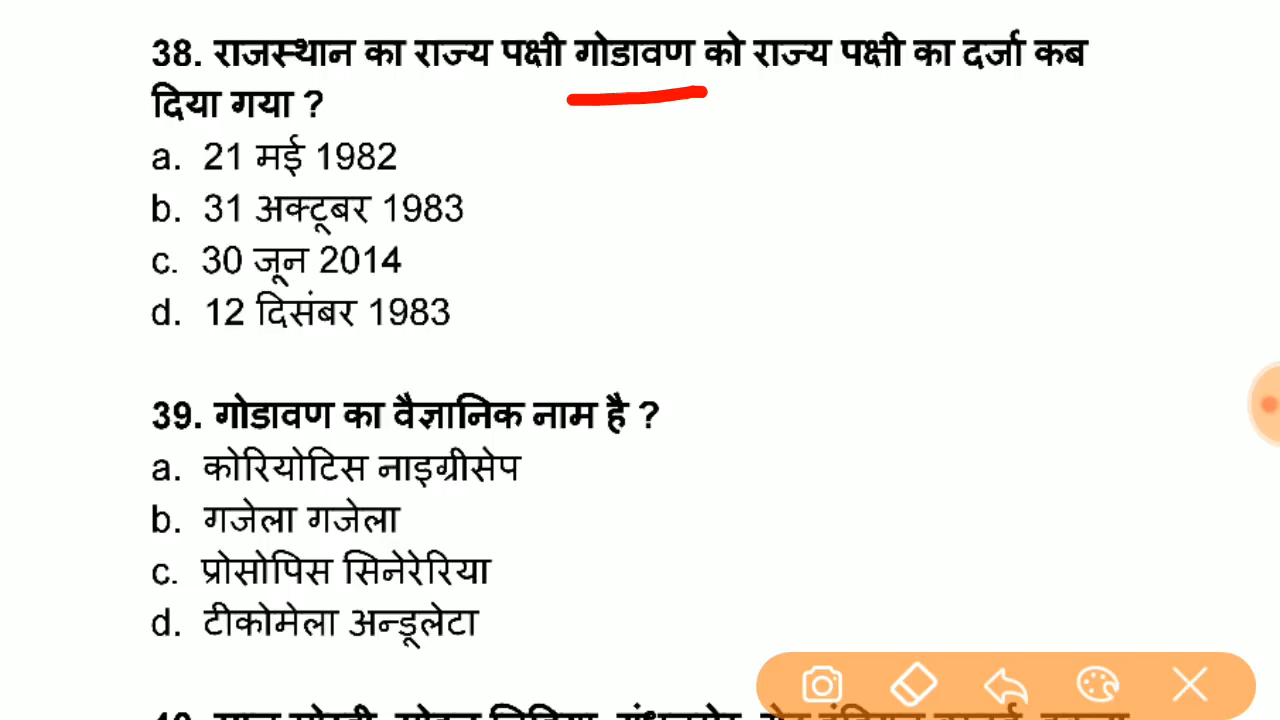 38. राजस्थान का राज्य पक्षी गोडावण को राज्य पक्षी का दर्जा कब
दिया गया ?
a. 21 मई 1982
b. 31 अक्टूबर 1983
c. 30 जून 2014
d. 12 दिसंबर 1983
39. गोडावण का वैज्ञानिक नाम है ?
a. कोरियोटिस नाइग्रीसेप
b. गजेला गजेला
c. प्रोसोपिस सिनेरेरिया
d. टीकोमेला अन्डूलेटा